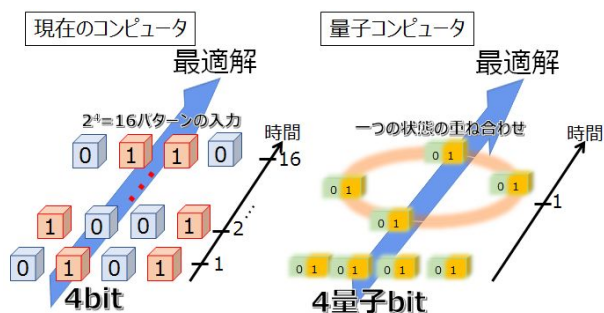 現在のコンピュータ
最適解
2⁴=16パターンの入力
時間
0 1 1 0
16
1 0 0 1
2
0 1 0 1
1
4bit
量子コンピュータ
最適解
一つの状態の重ね合わせ
時間
0 1
0 1 0 1
1
0 1
0 1 0 1 0 1 0 1
4量子bit